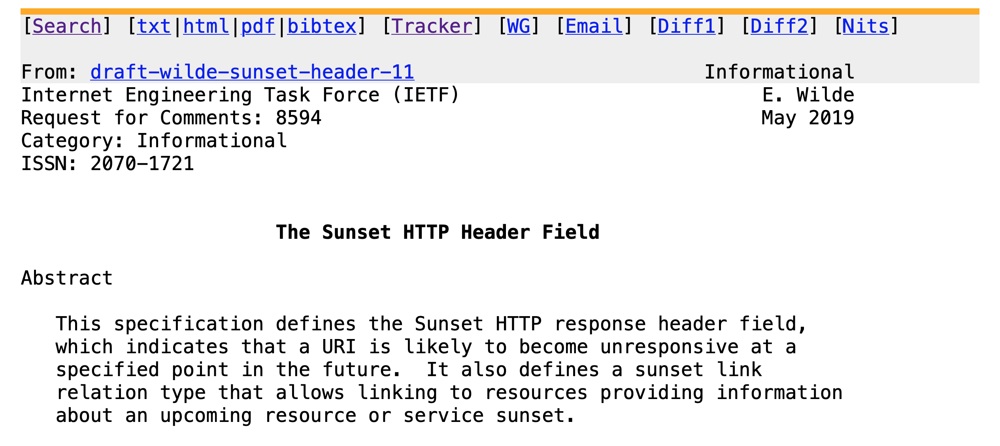 [Search] [txt|html|pdf|bibtex] [Tracker] [WG] [Email] [Diff1] [Diff2] [Nits]
From: draft-wilde-sunset-header-11 Informational
Internet Engineering Task Force (IETF) E. Wilde
Request for Comments: 8594 May 2019
Category: Informational
ISSN: 2070-1721
The Sunset HTTP Header Field
Abstract
This specification defines the Sunset HTTP response header field,
which indicates that a URI is likely to become unresponsive at a
specified point in the future.  It also defines a sunset link
relation type that allows linking to resources providing information
about an upcoming resource or service sunset.